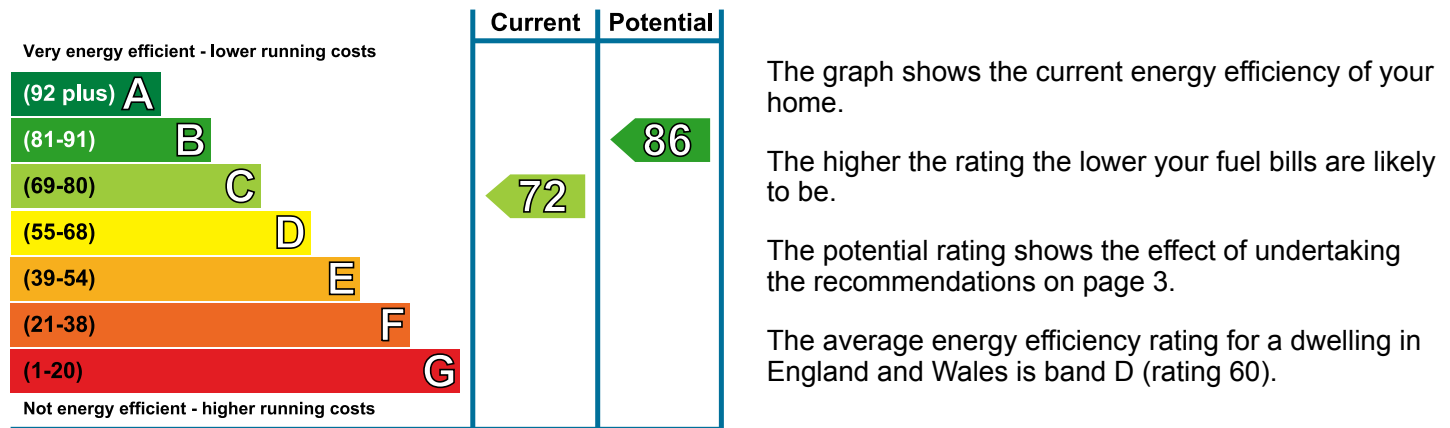 Current Potential
Very energy efficient - lower running costs
(92 plus) A
(81-91) B
86
(69-80) C
72
(55-68) D
(39-54) E
(21-38) F
(1-20) G
Not energy efficient - higher running costs
The graph shows the current energy efficiency of your
home.
The higher the rating the lower your fuel bills are likely
to be.
The potential rating shows the effect of undertaking
the recommendations on page 3.
The average energy efficiency rating for a dwelling in
England and Wales is band D (rating 60).